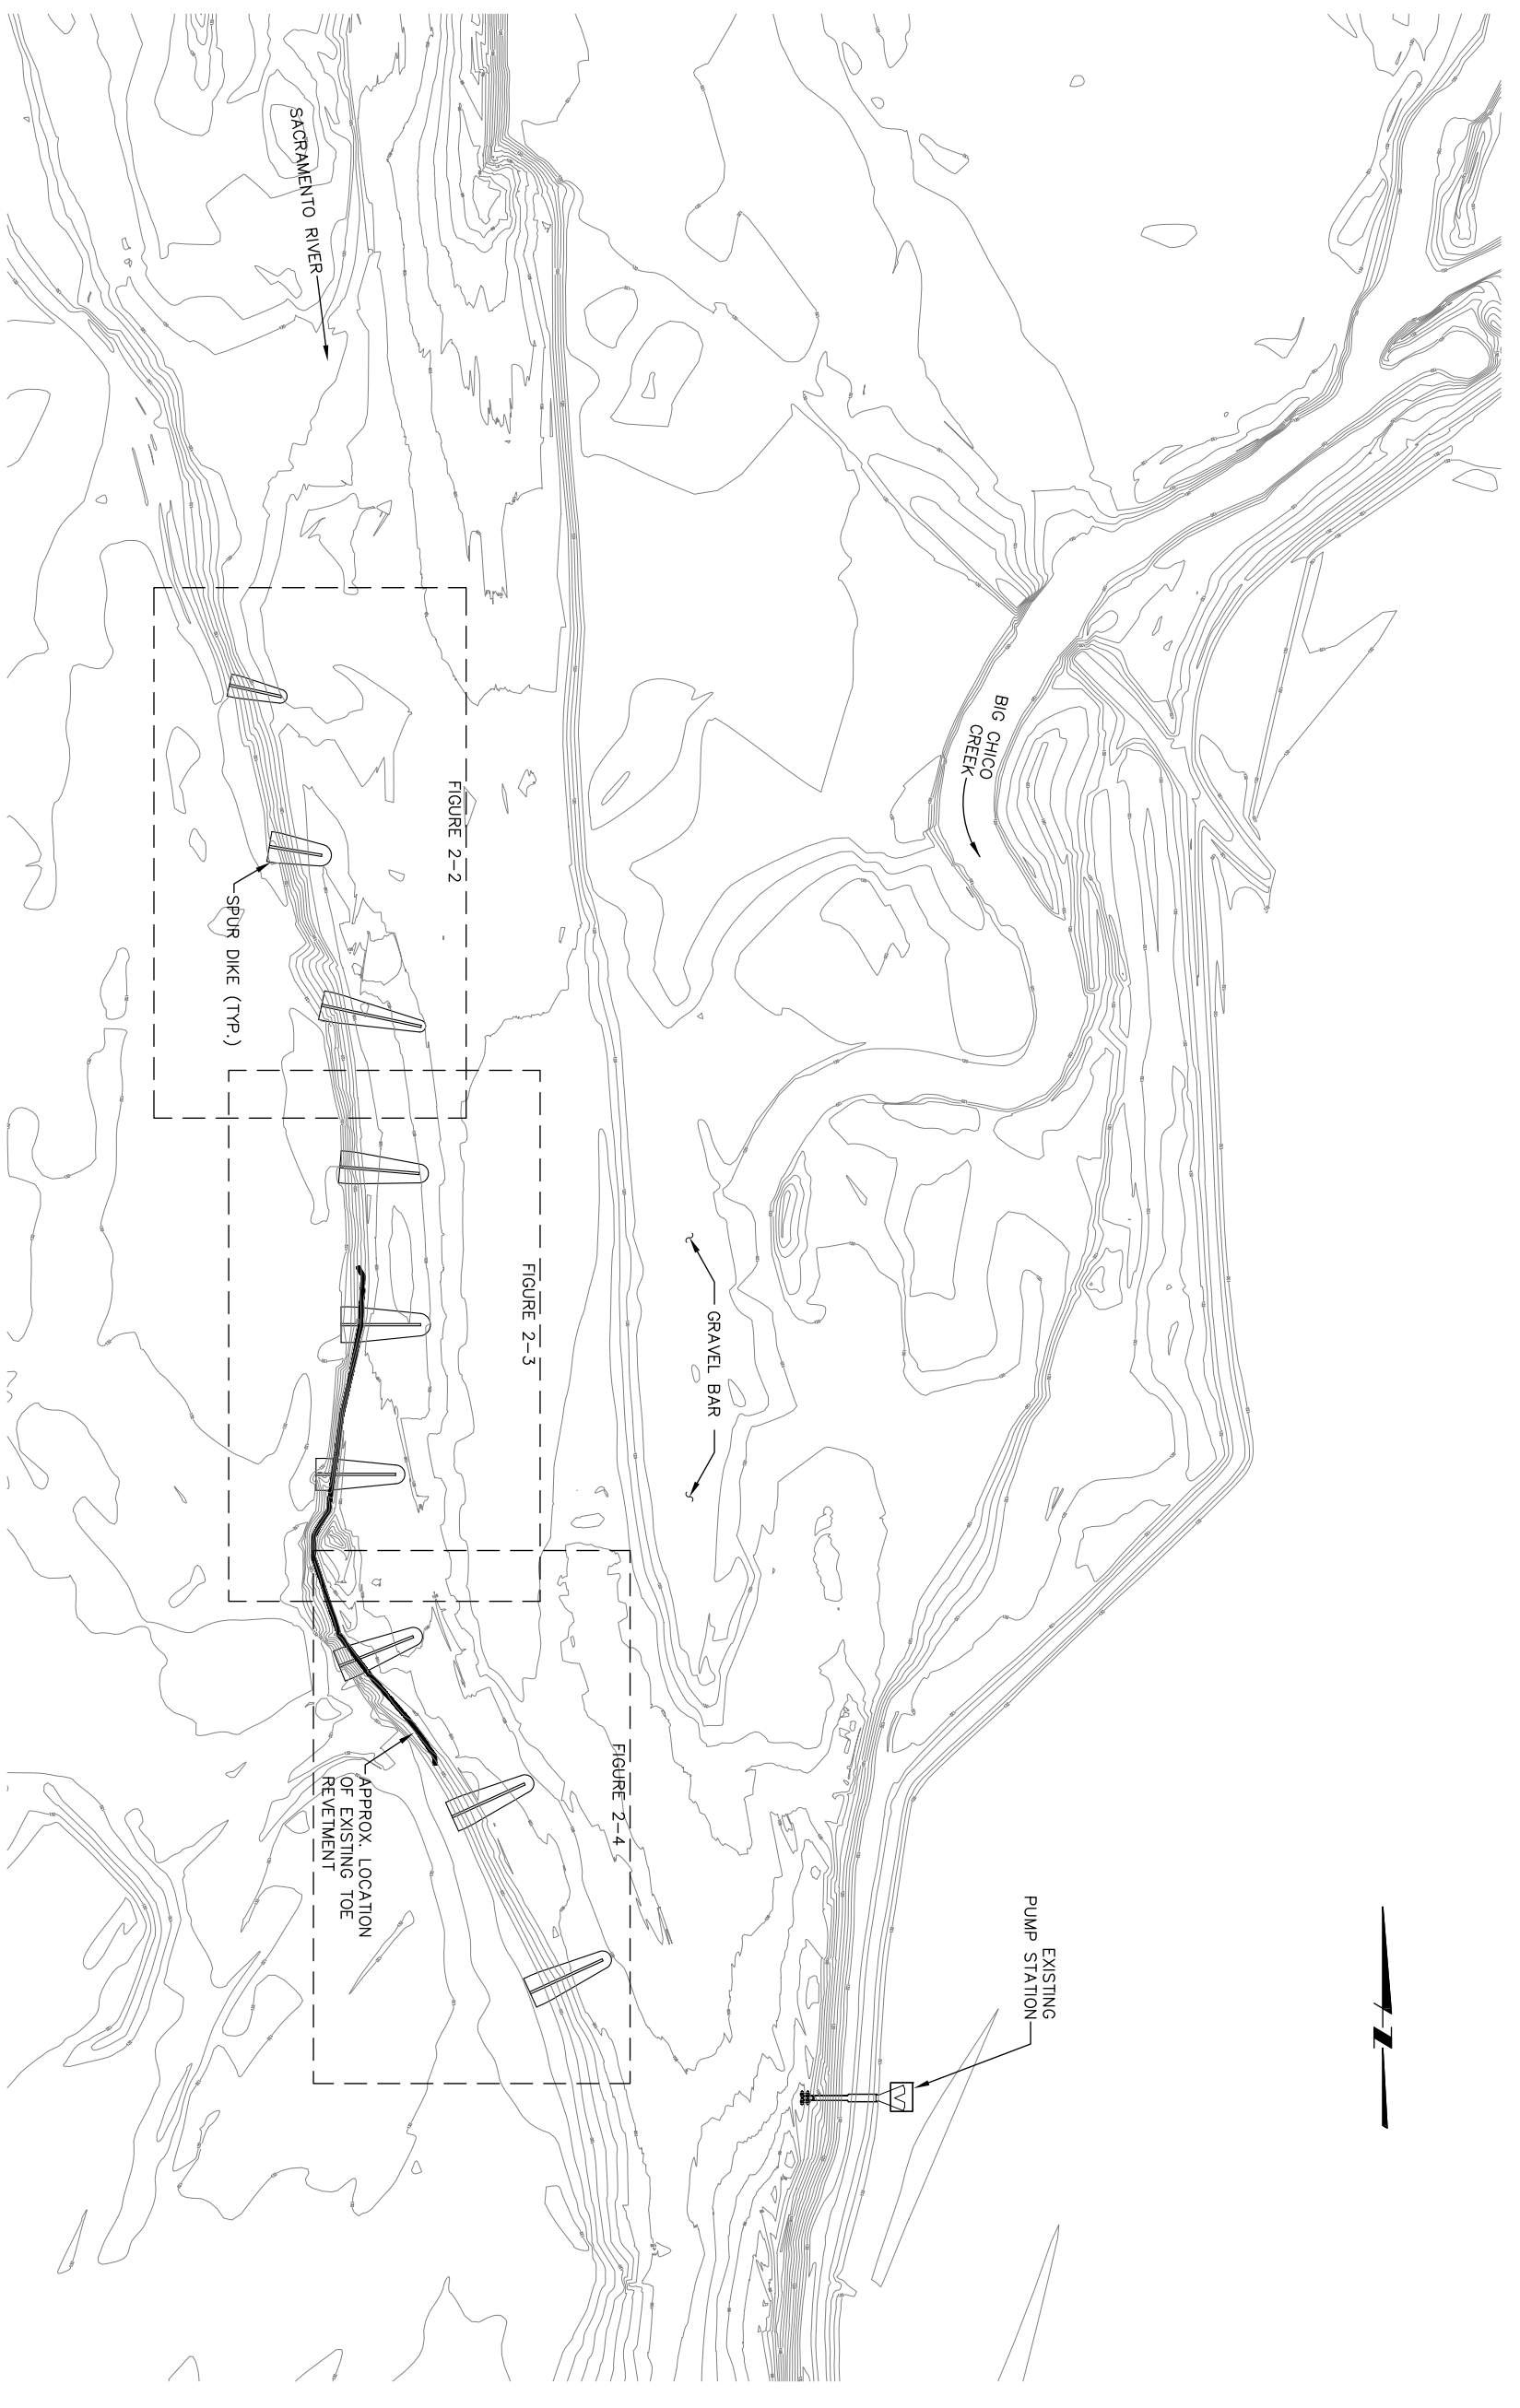 SACRAMENTO RIVER
BIG CHICO
CREEK
FIGURE 2-2
SPUR DIKE (TYP.)
FIGURE 2-3
GRAVEL BAR
FIGURE 2-4
APPROX. LOCATION
OF EXISTING TOE
REVETMENT
EXISTING
PUMP STATION
Z